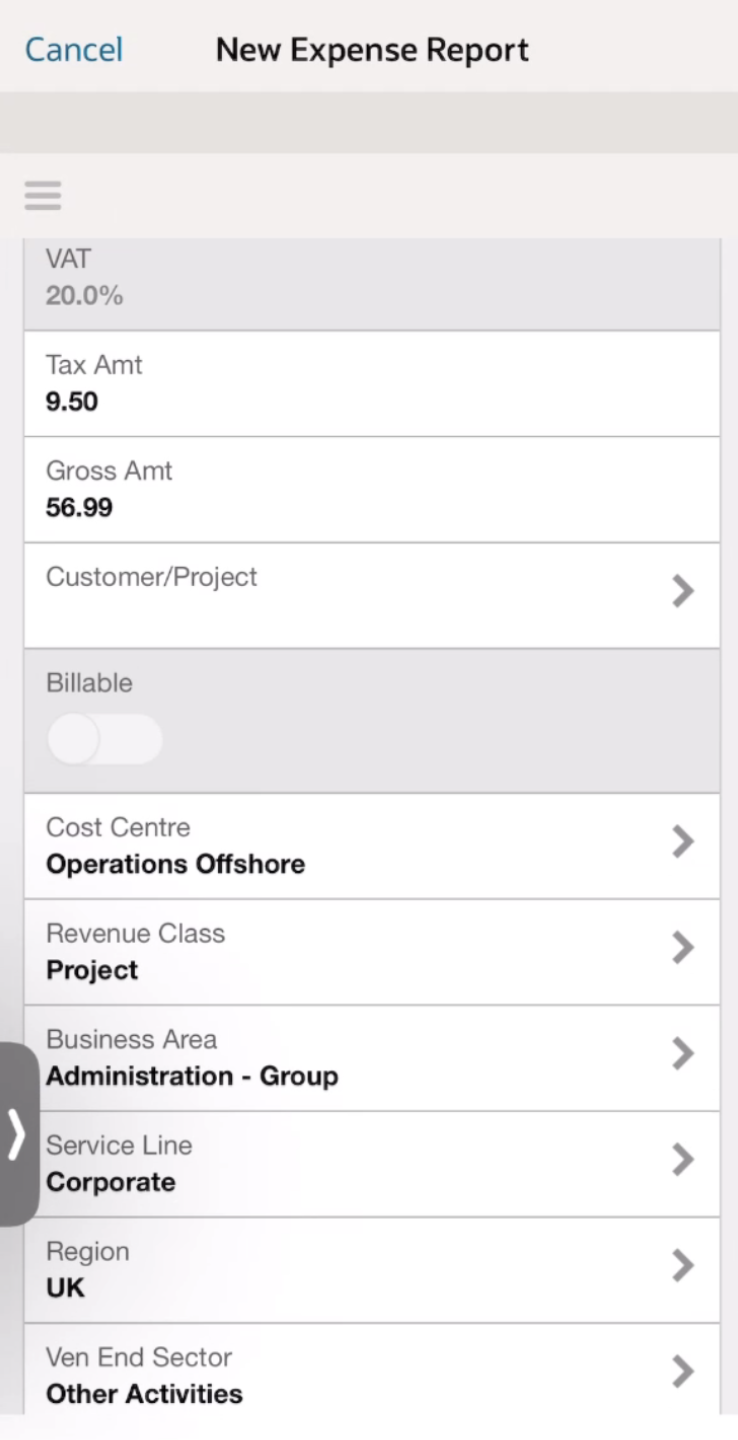 Cancel
New Expense Report
VAT
20.0%
Tax Amt
9.50
Gross Amt
56.99
Customer/Project
Billable
Cost Centre
Operations Offshore
Revenue Class
Project
Business Area
Administration - Group
Service Line
Corporate
Region
UK
Ven End Sector
Other Activities